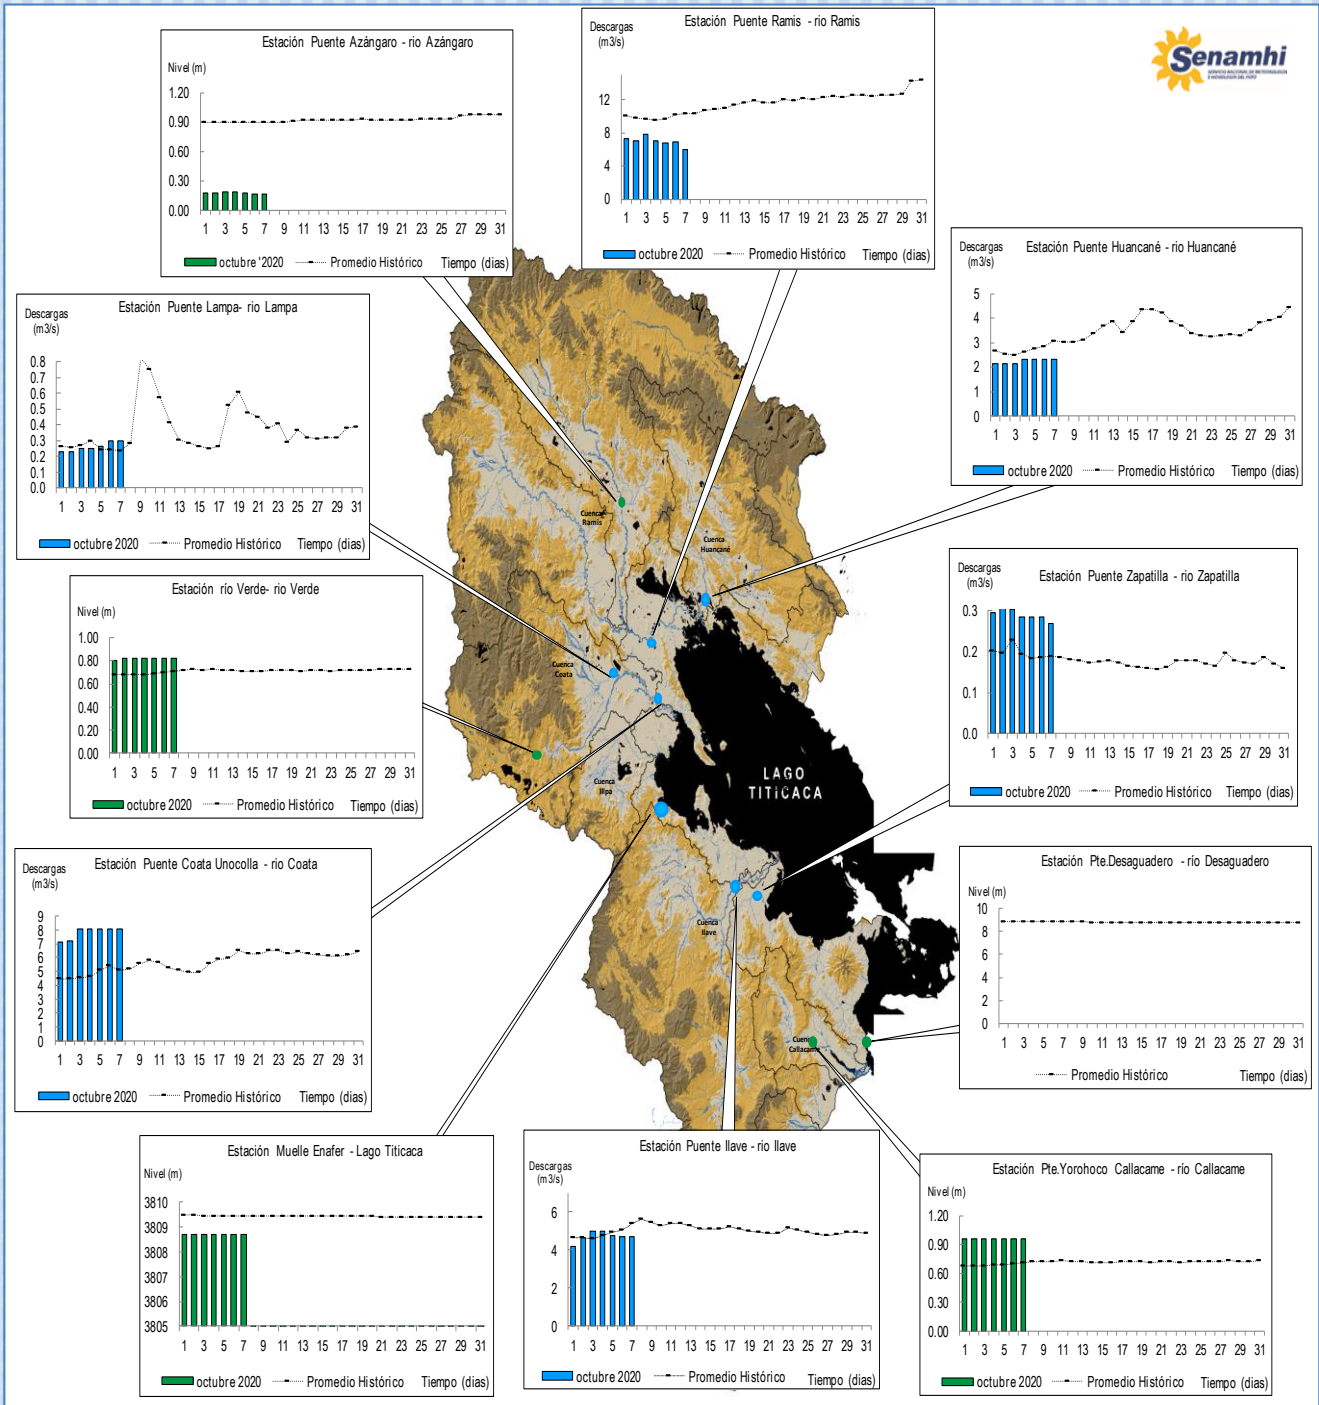 Estación Puente Azángaro - rio Azángaro
Nivel (m)
1.20
0.90
0.60
0.30
0.00
1 3 5 7 9 11 13 15 17 19 21 23 25 27 29 31
octubre '2020 Promedio Histórico Tiempo (dias)
Estación Puente Ramis - rio Ramis
Descargas
(m3/s)
12
8
4
0
1 3 5 7 9 11 13 15 17 19 21 23 25 27 29 31
octubre 2020 Promedio Histórico Tiempo (dias)
Senamhi
SERVICIO NACIONAL DE METEOROLOGÍA
E HIDROLOGÍA DEL PERÚ
Estación Puente Huancané - rio Huancané
Descargas
(m3/s)
5
4
3
2
1
0
1 3 5 7 9 11 13 15 17 19 21 23 25 27 29 31
octubre 2020 Promedio Histórico Tiempo (dias)
Estación Puente Lampa- rio Lampa
Descargas
(m3/s)
0.8
0.7
0.6
0.5
0.4
0.3
0.2
0.1
0.0
1 3 5 7 9 11 13 15 17 19 21 23 25 27 29 31
octubre 2020 Promedio Histórico Tiempo (dias)
Cuenca
Ramis
Cuenca
Huancané
Estación Puente Zapatilla - rio Zapatilla
Descargas
(m3/s)
0.3
0.2
0.1
0.0
1 3 5 7 9 11 13 15 17 19 21 23 25 27 29 31
octubre 2020 Promedio Histórico Tiempo (dias)
Estación río Verde- rio Verde
Nivel (m)
1.00
0.80
0.60
0.40
0.20
0.00
1 3 5 7 9 11 13 15 17 19 21 23 25 27 29 31
octubre 2020 Promedio Histórico Tiempo (dias)
Cuenca
Coata
Cuenca
Illpa
LAGO
TITICACA
Estación Puente Coata Unocolla - rio Coata
Descargas
(m3/s)
9
8
7
6
5
4
3
2
1
0
1 3 5 7 9 11 13 15 17 19 21 23 25 27 29 31
octubre 2020 Promedio Histórico Tiempo (dias)
Estación Pte.Desaguadero - río Desaguadero
Nivel (m)
10
8
6
4
2
0
1 3 5 7 9 11 13 15 17 19 21 23 25 27 29 31
Promedio Histórico Tiempo (dias)
Cuenca
Ilave
Cuenca
Callacame
Estación Muelle Enafer - Lago Titicaca
Nivel (m)
3810
3809
3808
3807
3806
3805
1 3 5 7 9 11 13 15 17 19 21 23 25 27 29 31
octubre 2020 Promedio Histórico Tiempo (dias)
Estación Puente Ilave - rio Ilave
Descargas
(m3/s)
6
4
2
0
1 3 5 7 9 11 13 15 17 19 21 23 25 27 29 31
octubre 2020 Promedio Histórico Tiempo (dias)
Estación Pte.Yorohoco Callacame - río Callacame
Nivel (m)
1.20
0.90
0.60
0.30
0.00
1 3 5 7 9 11 13 15 17 19 21 23 25 27 29 31
octubre 2020 Promedio Histórico Tiempo (dias)